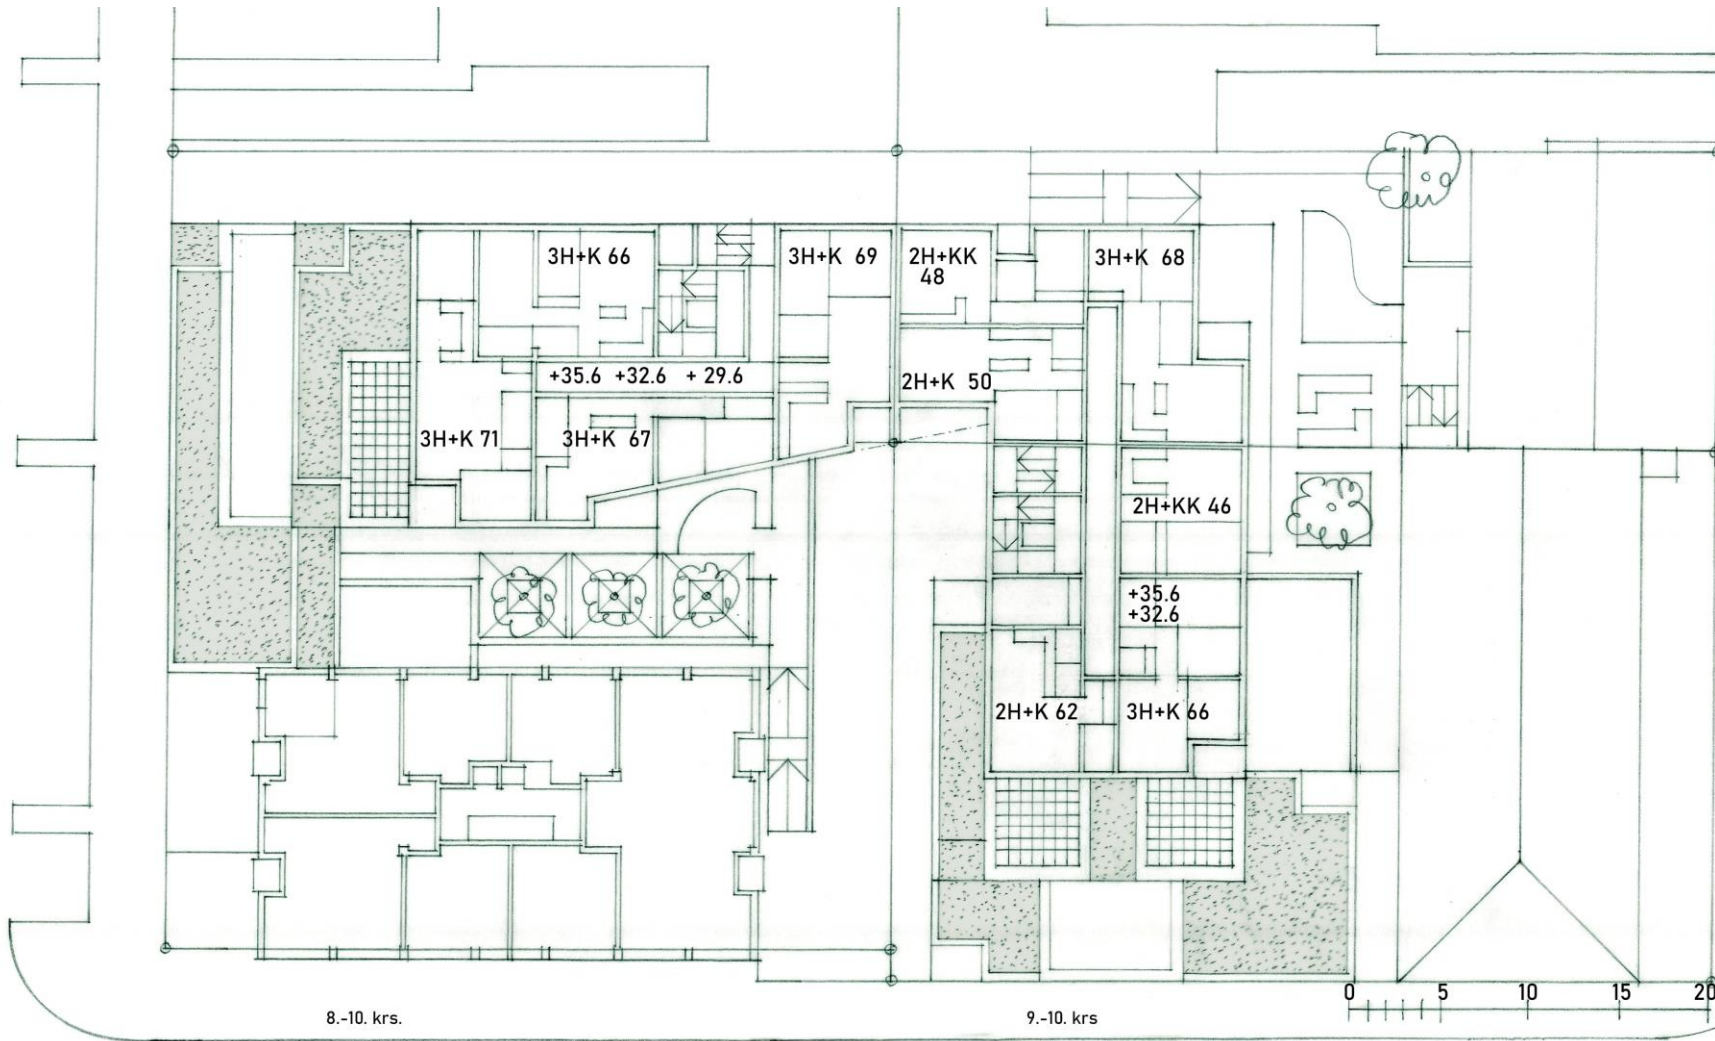 3H+K 66
3H+K 69
2H+KK
48
3H+K 68
+35.6 +32.6 + 29.6
2H+K 50
3H+K 71
3H+K 67
2H+KK 46
+35.6
+32.6
2H+K 62
3H+K 66
0 5 10 15 20
8.-10. krs.
9.-10. krs